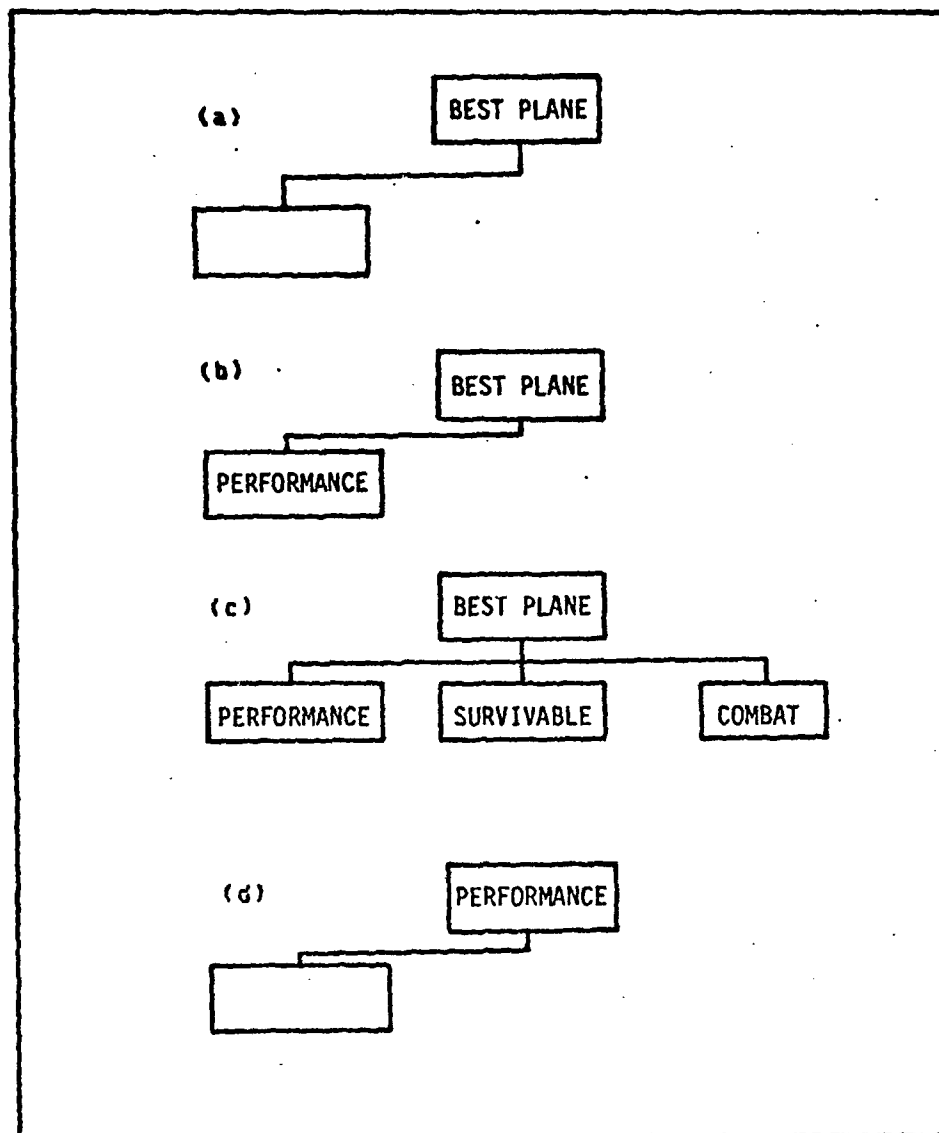 (a)
BEST PLANE
(b)
BEST PLANE
PERFORMANCE
(c)
BEST PLANE
PERFORMANCE SURVIVABLE COMBAT
(d)
PERFORMANCE